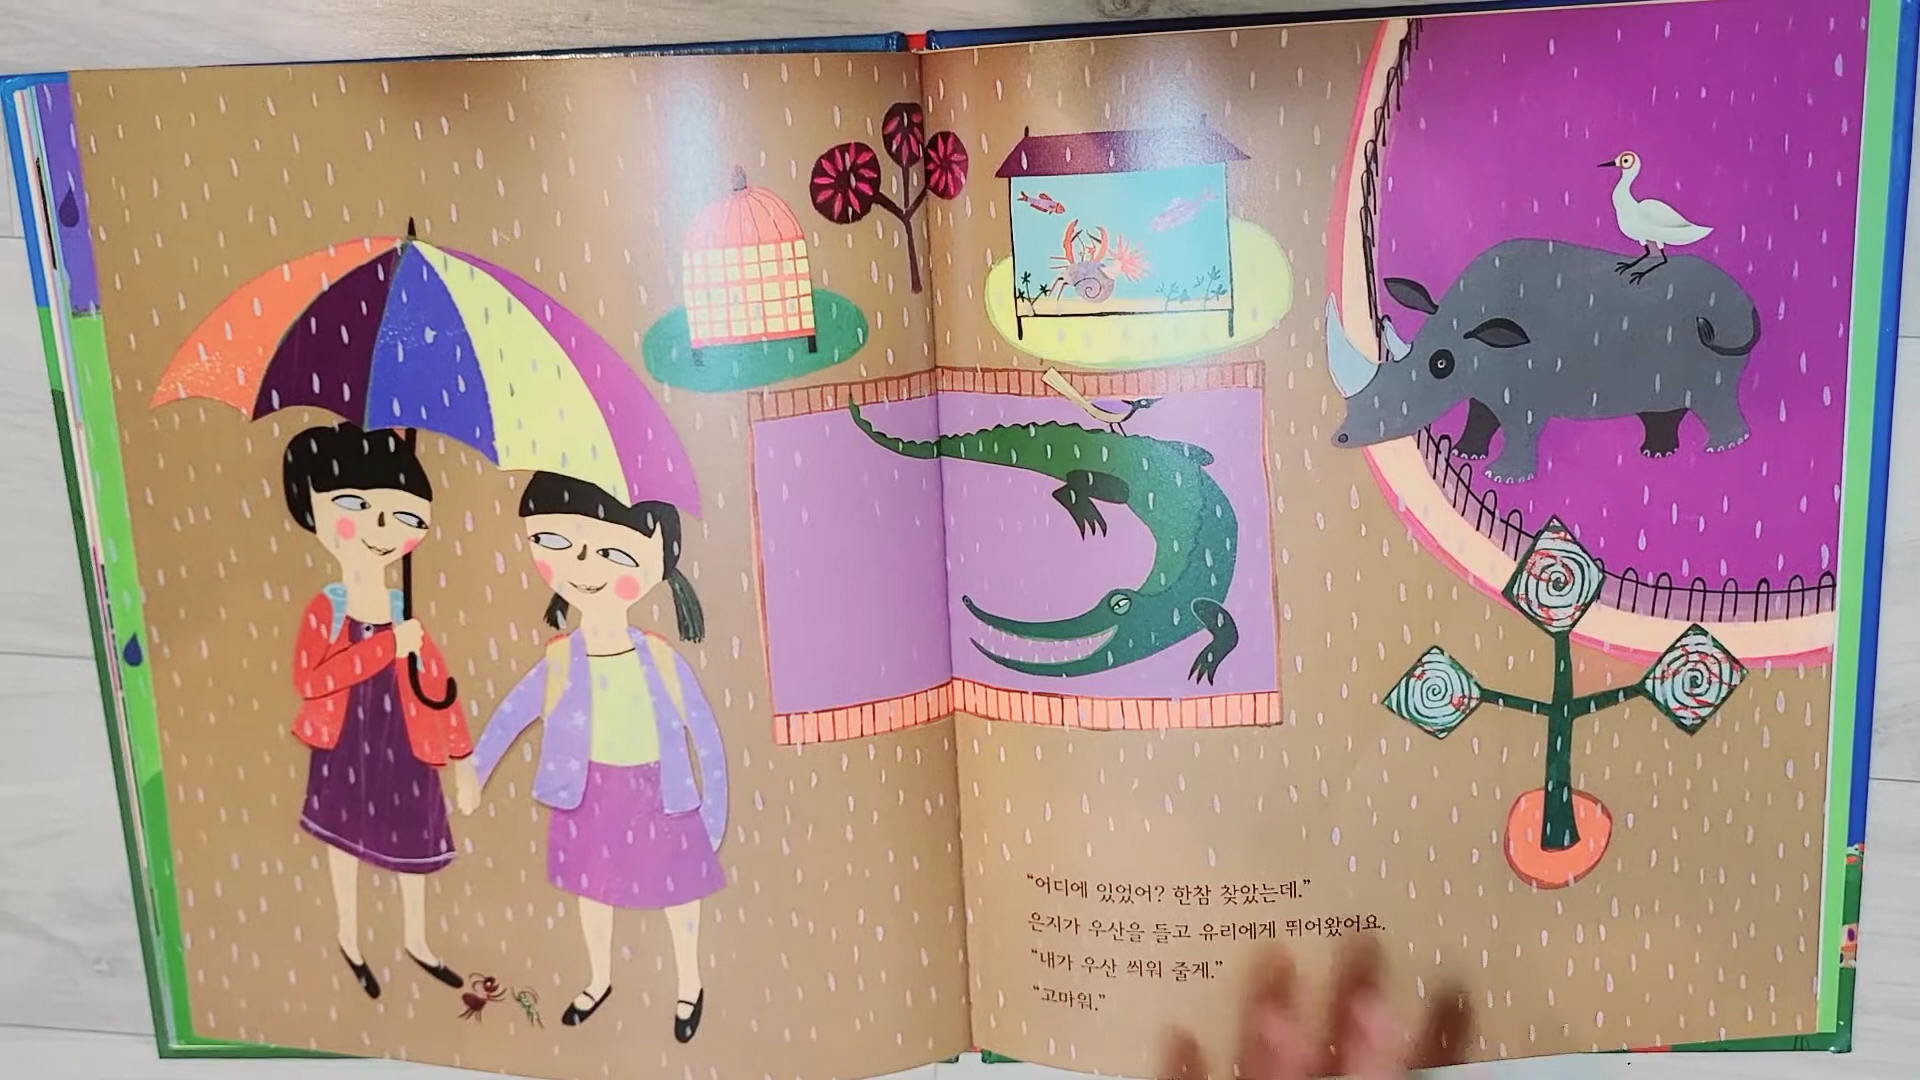 “어디에 있었어? 한참 찾았는데.”
은지가 우산을 들고 유리에게 뛰어왔어요.
“내가 우산 씌워 줄게.”
“고마워.”